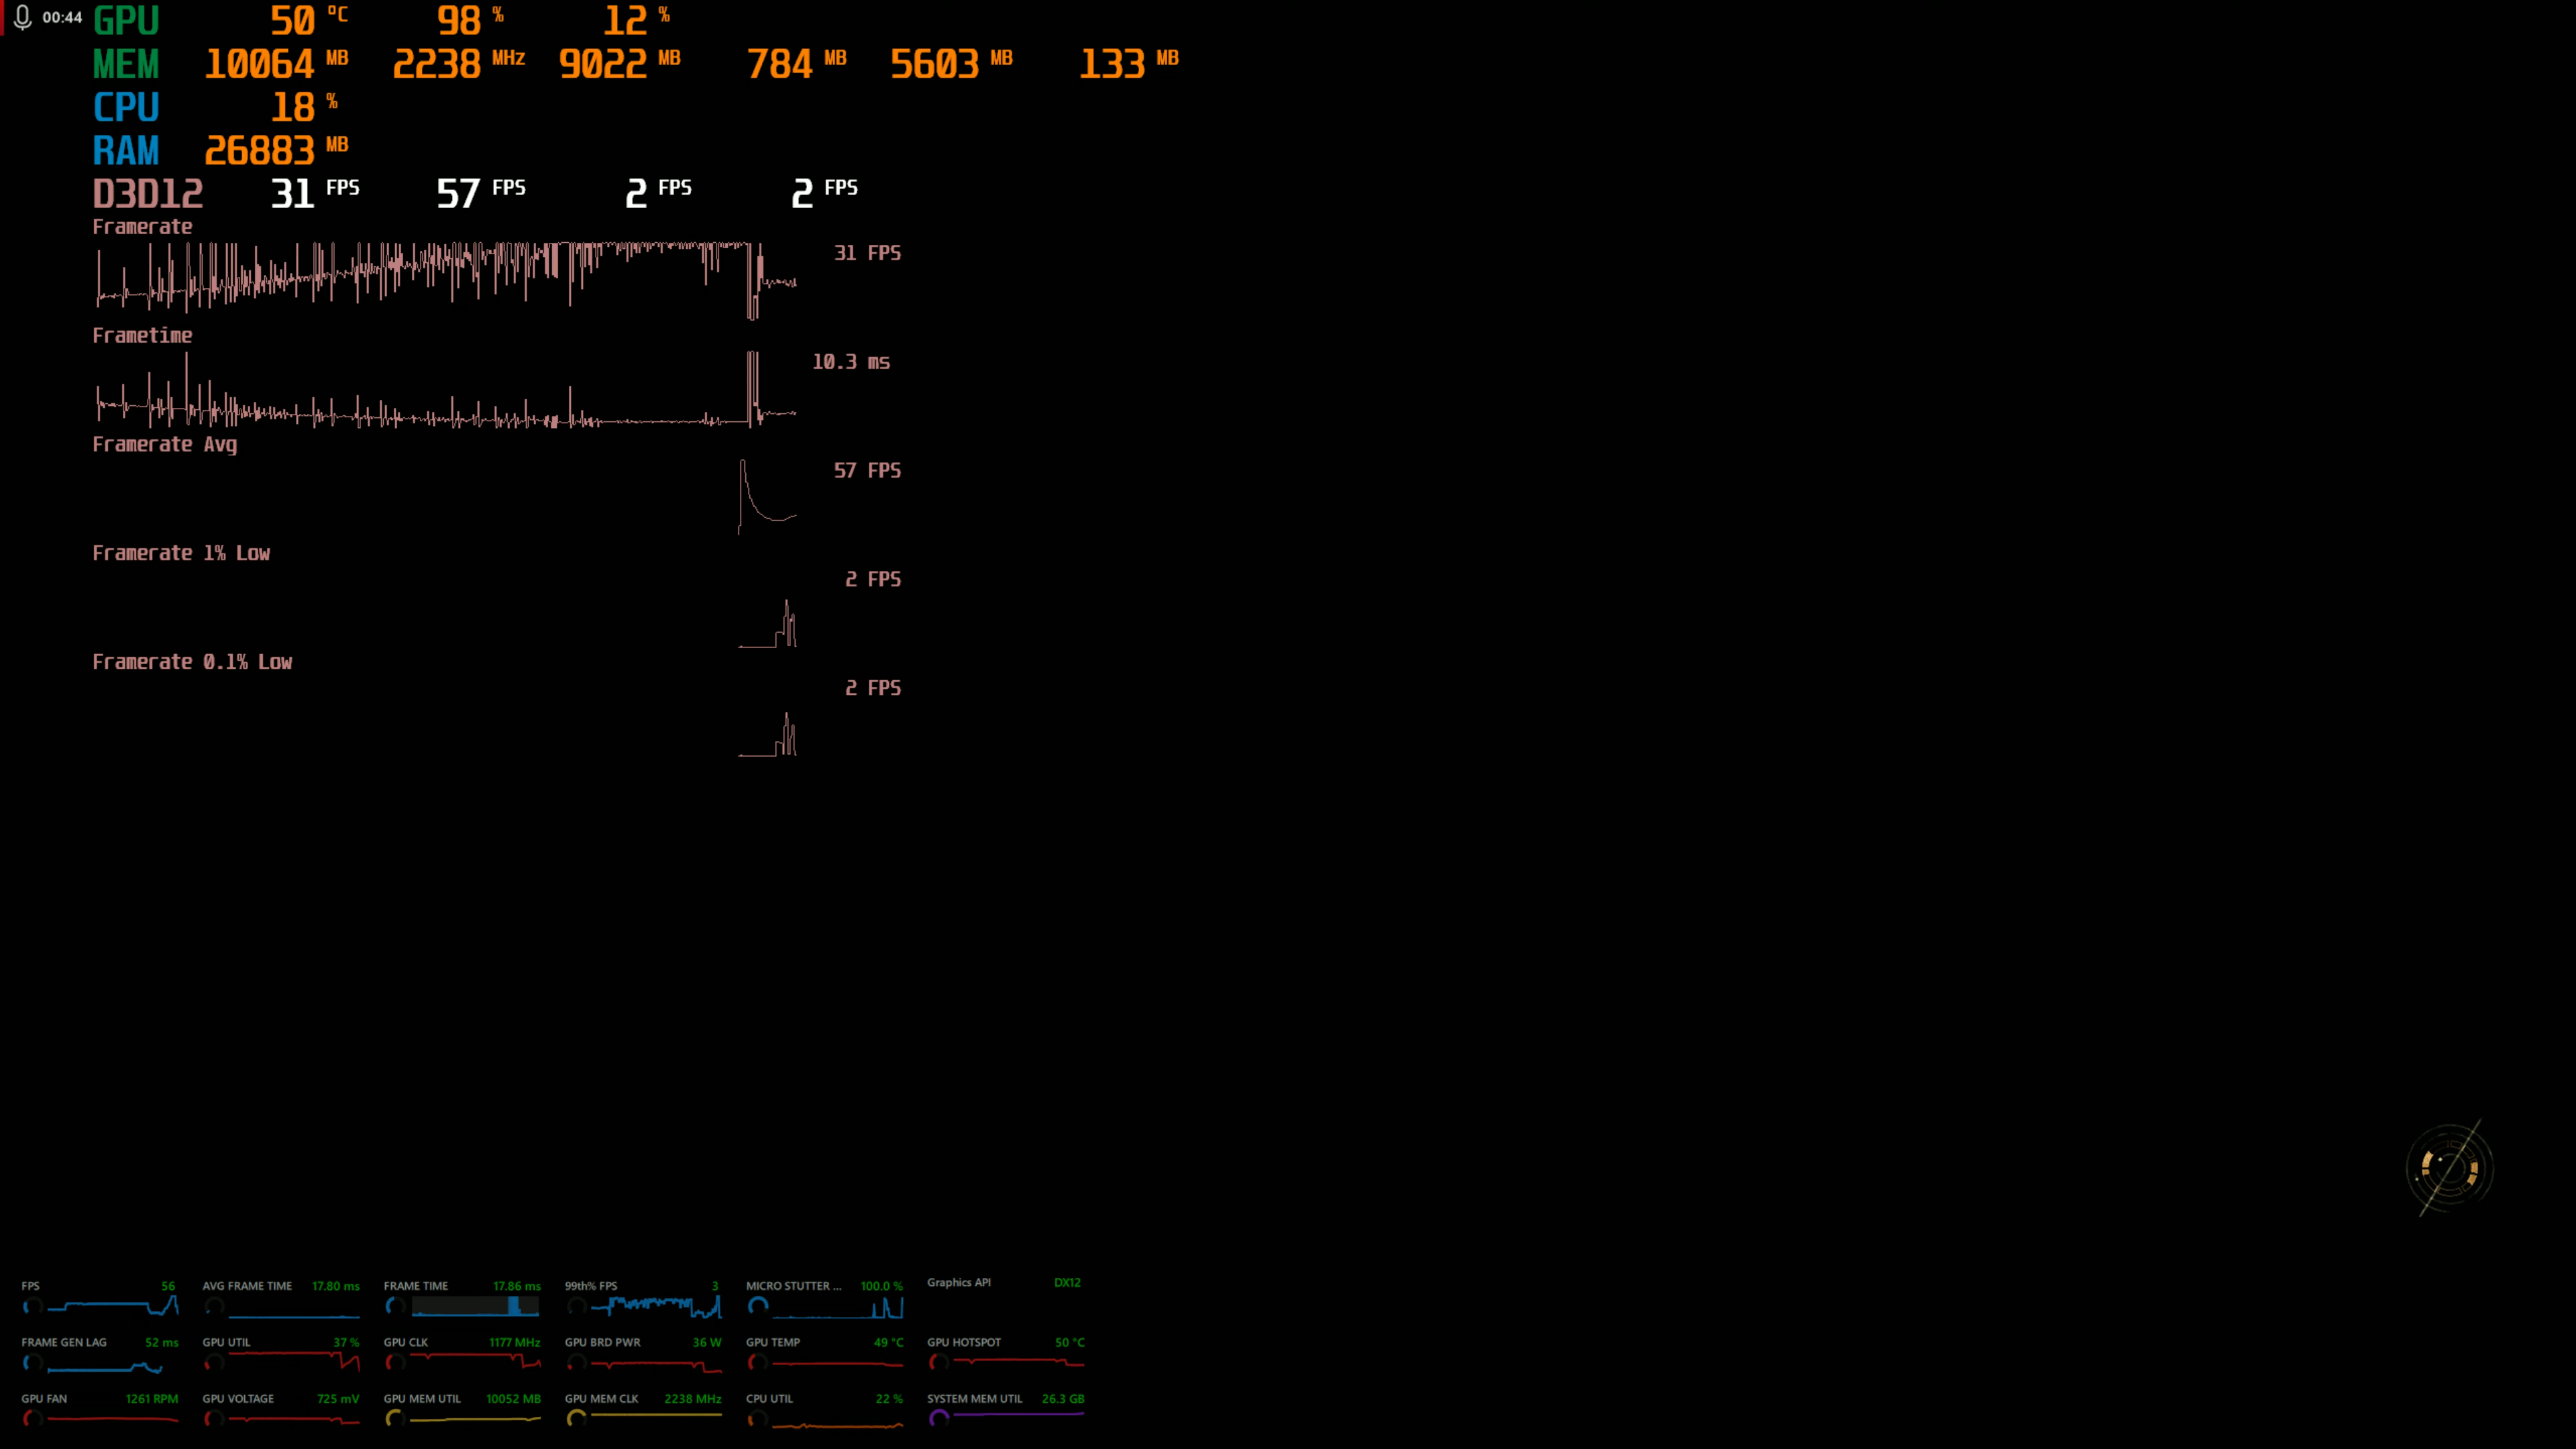 00:44 GPU 50 °C 98 % 12 %
MEM 10064 MB 2238 MHz 9022 MB 784 MB 5603 MB 133 MB
CPU 18 %
RAM 26883 MB
D3D12 31 FPS 57 FPS 2 FPS 2 FPS
Framerate
31 FPS
Frametime
10.3 ms
Framerate Avg
57 FPS
Framerate 1% Low
2 FPS
Framerate 0.1% Low
2 FPS
FPS 56 AVG FRAME TIME 17.80 ms FRAME TIME 17.86 ms 99th% FPS 3 MICRO STUTTER ... 100.0 % Graphics API DX12
FRAME GEN LAG 52 ms GPU UTIL 37 % GPU CLK 1177 MHz GPU BRD PWR 36 W GPU TEMP 49 °C GPU HOTSPOT 50 °C
GPU FAN 1261 RPM GPU VOLTAGE 725 mV GPU MEM UTIL 10052 MB GPU MEM CLK 2238 MHz CPU UTIL 22 % SYSTEM MEM UTIL 26.3 GB